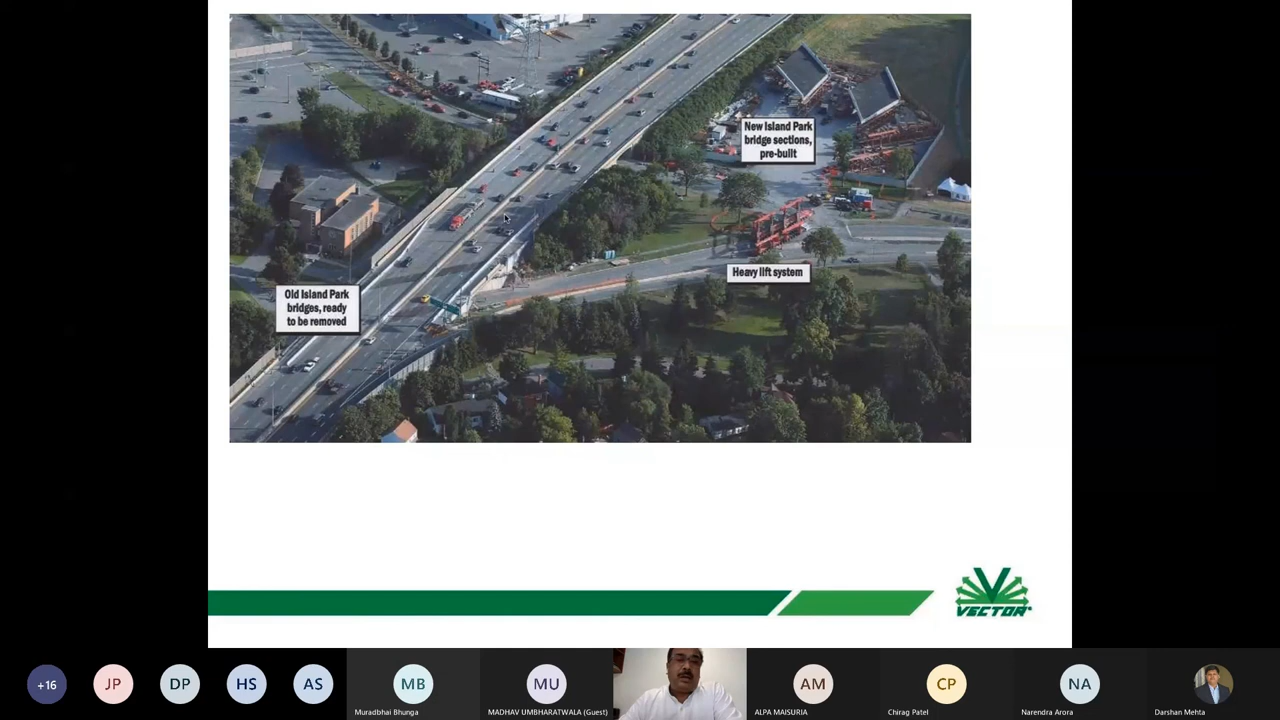 New Island Park
bridge sections,
pre-built
Heavy lift system
Old Island Park
bridges, ready
to be removed
VECTOR
+16
JP
DP
HS
AS
MB
MU
AM
CP
NA
Muradbhai Bhunga
MADHAV UMBHARATWALA (Guest)
ALPA MAISURIA
Chirag Patel
Narendra Arora
Darshan Mehta